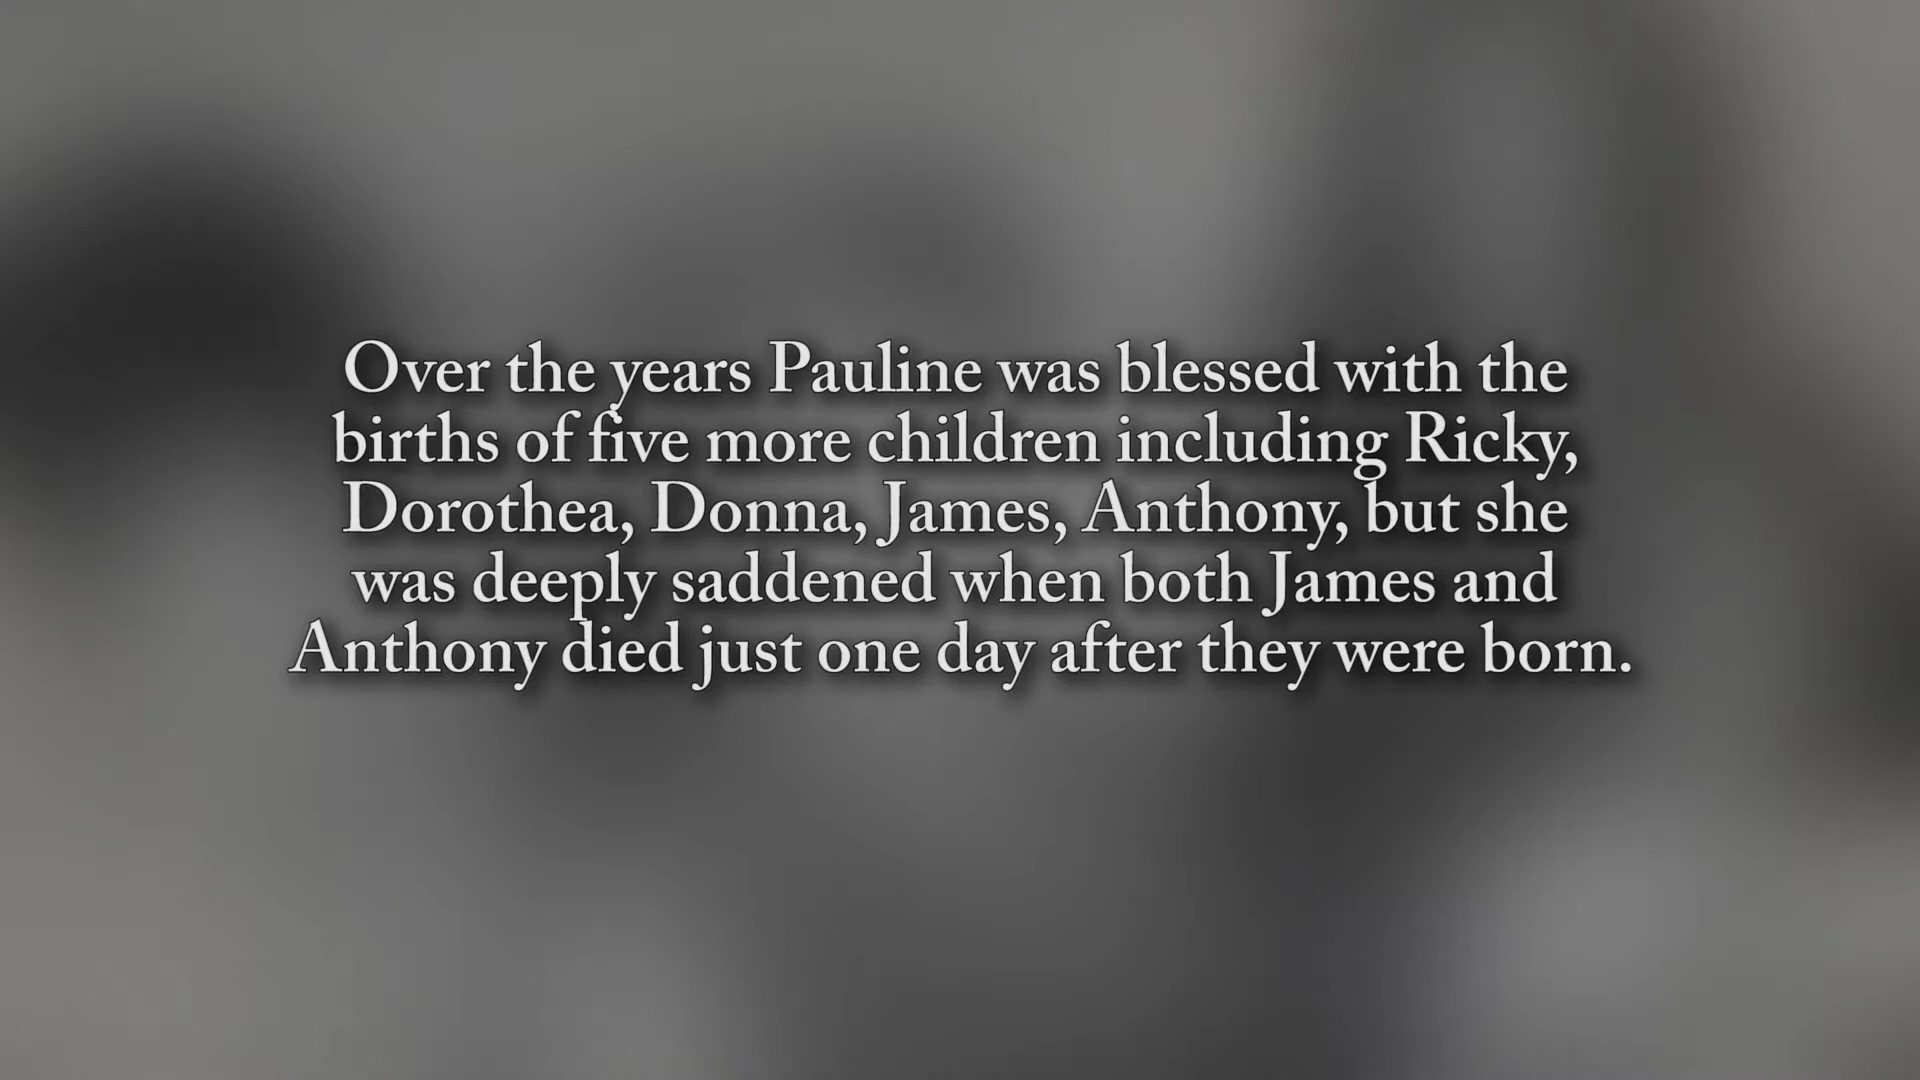 Over the years Pauline was blessed with the
births of five more children including Ricky,
Dorothea, Donna, James, Anthony, but she
was deeply saddened when both James and
Anthony died just one day after they were born.